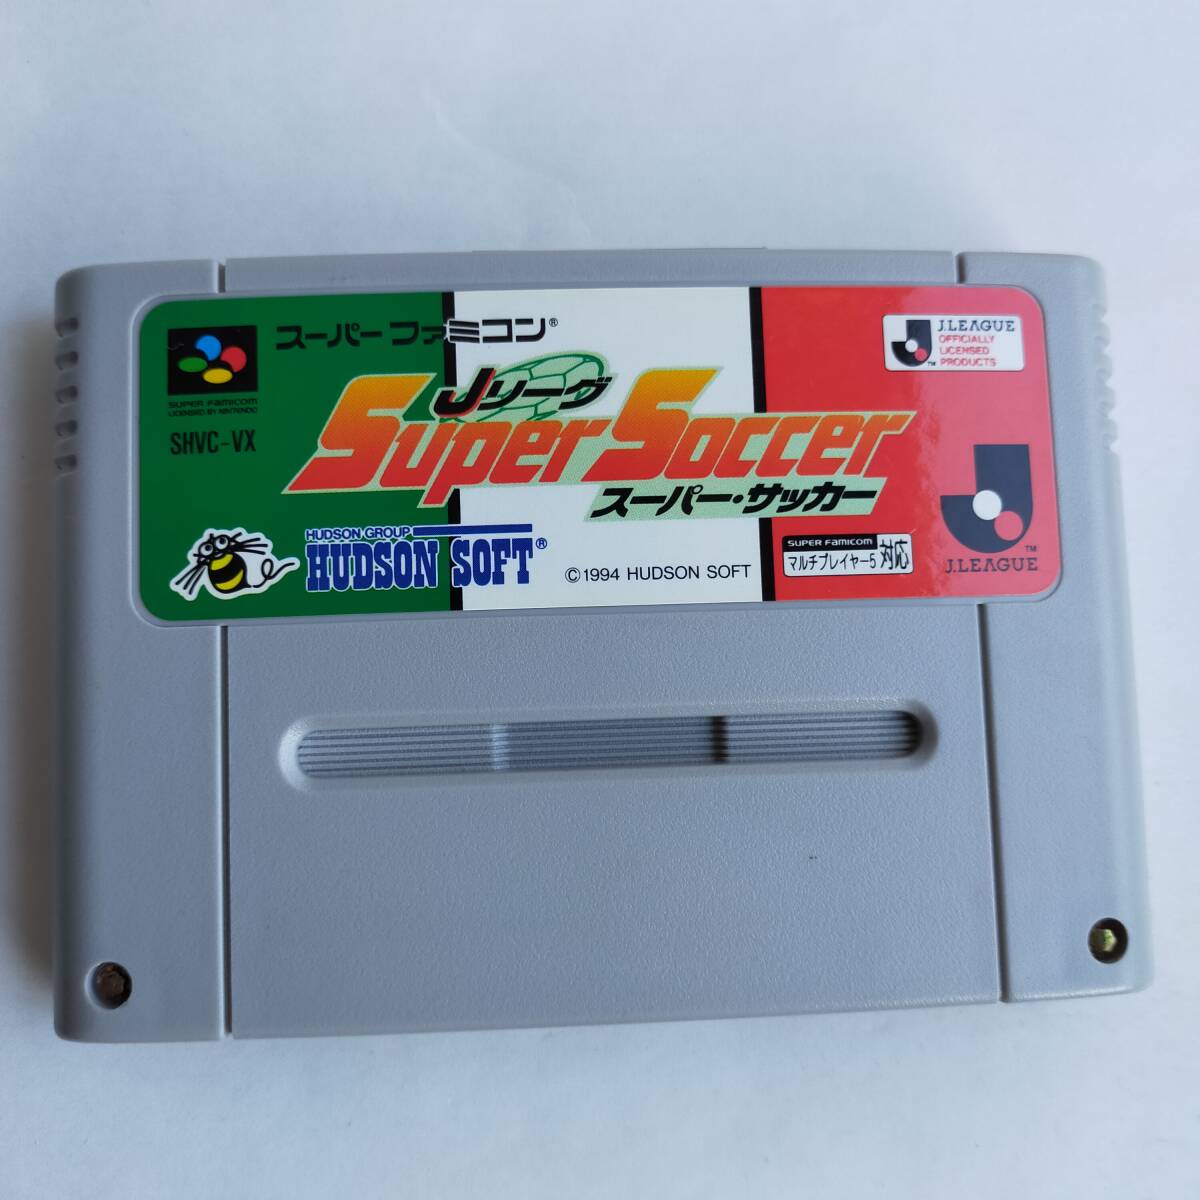 スーパーファミコン®
SUPER FAMICOM
LICENSED BY NINTENDO
SHVC-VX
Jリーグ
Super Soccer
スーパー・サッカー
J.LEAGUE
OFFICIALLY
LICENSED
PRODUCTS
TM
HUDSON GROUP
HUDSON SOFT®
©1994 HUDSON SOFT
SUPER FAMICOM
マルチプレイヤー5 対応
TM
J.LEAGUE